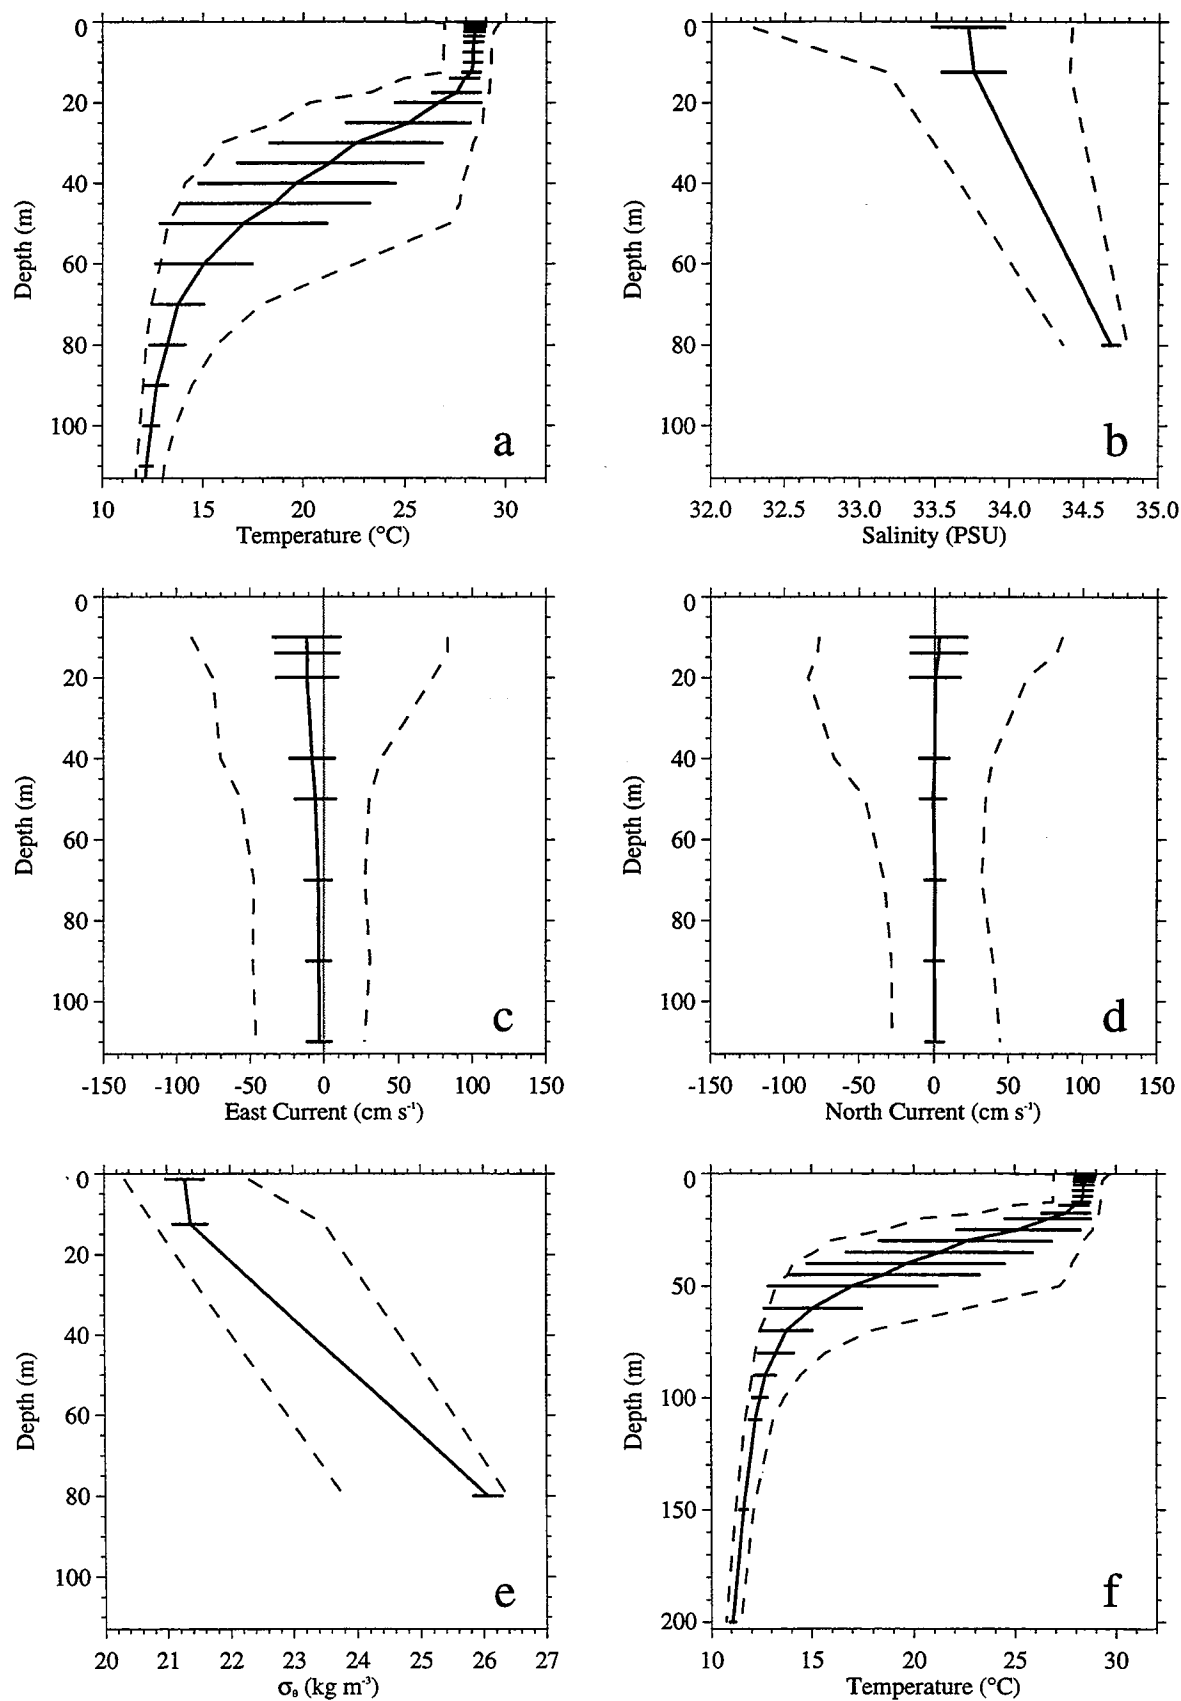 0
20
40
60
80
100
Depth (m)
a
10 15 20 25 30
Temperature (°C)
0
20
40
60
80
100
Depth (m)
b
32.0 32.5 33.0 33.5 34.0 34.5 35.0
Salinity (PSU)
0
20
40
60
80
100
Depth (m)
c
-150 -100 -50 0 50 100 150
East Current (cm s⁻¹)
0
20
40
60
80
100
Depth (m)
d
-150 -100 -50 0 50 100 150
North Current (cm s⁻¹)
0
20
40
60
80
100
Depth (m)
e
20 21 22 23 24 25 26 27
σθ (kg m⁻³)
0
50
100
150
200
Depth (m)
f
10 15 20 25 30
Temperature (°C)